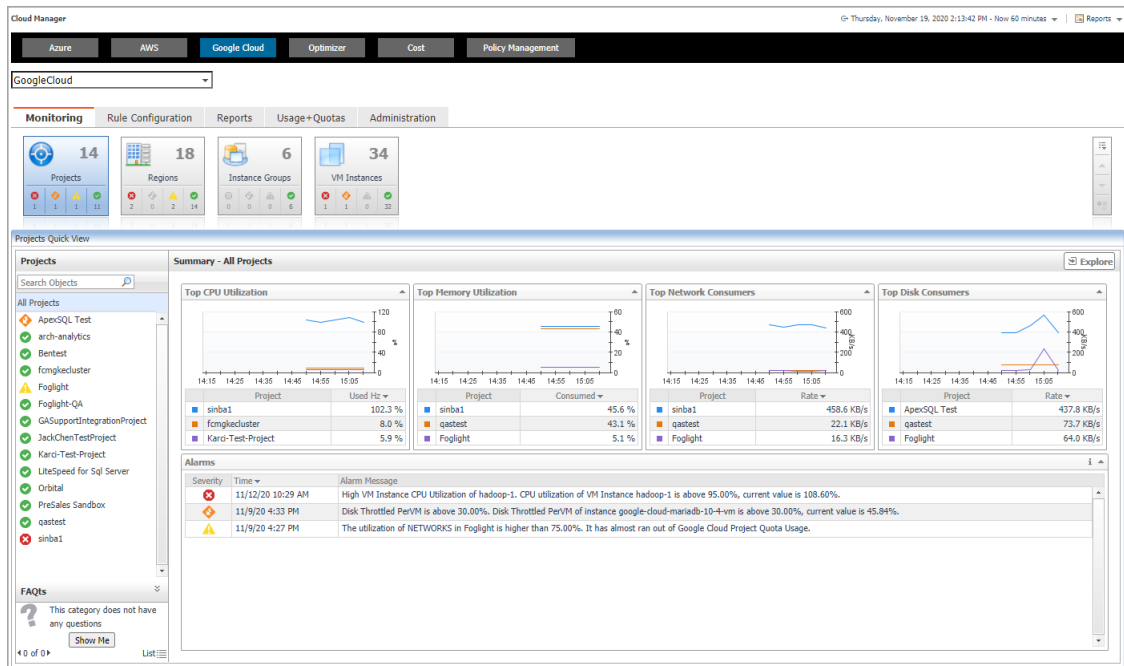 Cloud Manager
Thursday, November 19, 2020 2:13:42 PM - Now 60 minutes Reports
Azure AWS Google Cloud Optimizer Cost Policy Management
GoogleCloud
Monitoring Rule Configuration Reports Usage+Quotas Administration
14 18 6 34
Projects Regions Instance Groups VM Instances
1 1 1 11 2 0 2 14 0 0 0 6 1 1 0 32
Projects Quick View
Projects
Search Objects
All Projects
ApexSQL Test
arch-analytics
Bentest
fcmgkecluster
Foglight
Foglight-QA
GASupportIntegrationProject
JackChenTestProject
Karci-Test-Project
LiteSpeed for Sql Server
Orbital
PreSales Sandbox
qastest
sinba1
FAQts
This category does not have
any questions
Show Me
0 of 0 List
Summary - All Projects Explore
Top CPU Utilization
120
80
40
0
%
14:15 14:25 14:35 14:45 14:55 15:05
Project Used Hz
sinba1 102.3 %
fcmgkecluster 8.0 %
Karci-Test-Project 5.9 %
Top Memory Utilization
60
40
20
0
%
14:15 14:25 14:35 14:45 14:55 15:05
Project Consumed
sinba1 45.6 %
qastest 43.1 %
Foglight 5.1 %
Top Network Consumers
600
400
200
0
KB/s
14:15 14:25 14:35 14:45 14:55 15:05
Project Rate
sinba1 458.6 KB/s
qastest 22.1 KB/s
Foglight 16.3 KB/s
Top Disk Consumers
600
400
200
0
KB/s
14:15 14:25 14:35 14:45 14:55 15:05
Project Rate
ApexSQL Test 437.8 KB/s
qastest 73.7 KB/s
Foglight 64.0 KB/s
Alarms i
Severity Time Alarm Message
11/12/20 10:29 AM High VM Instance CPU Utilization of hadoop-1. CPU utilization of VM Instance hadoop-1 is above 95.00%, current value is 108.60%.
11/9/20 4:33 PM Disk Throttled PerVM is above 30.00%. Disk Throttled PerVM of instance google-cloud-mariadb-10-4-vm is above 30.00%, current value is 45.84%.
11/9/20 4:27 PM The utilization of NETWORKS in Foglight is higher than 75.00%. It has almost ran out of Google Cloud Project Quota Usage.